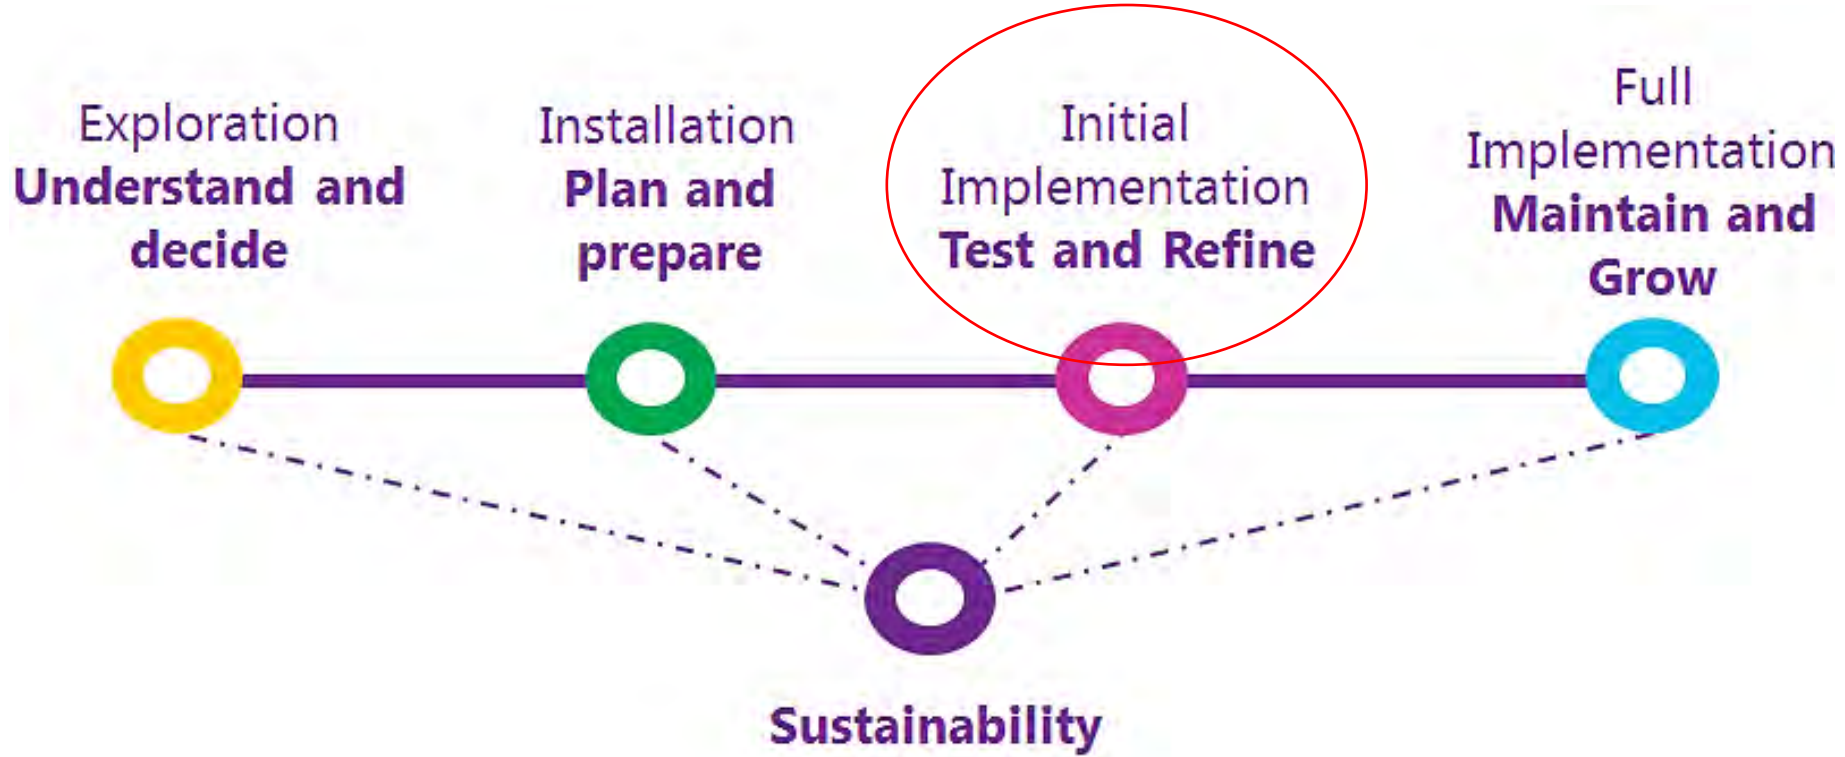 Exploration
Understand and
decide
Installation
Plan and
prepare
Initial
Implementation
Test and Refine
Full
Implementation
Maintain and
Grow
Sustainability